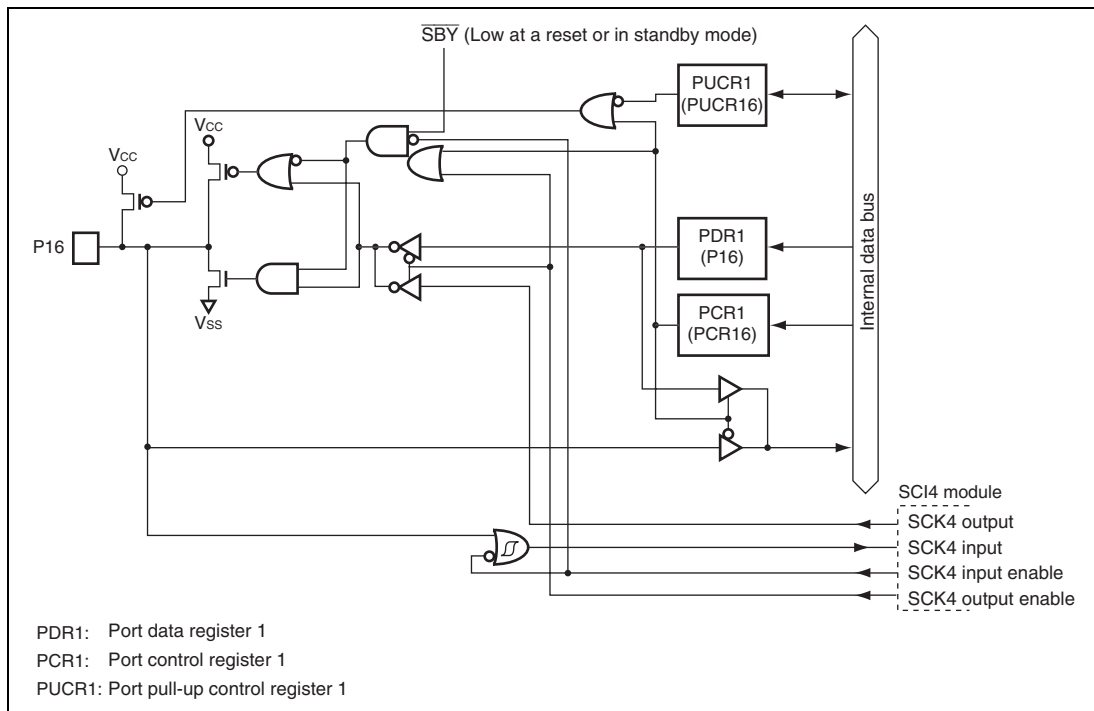 SBY (Low at a reset or in standby mode)
PUCR1
(PUCR16)
Vcc
Vcc
P16
PDR1
(P16)
PCR1
(PCR16)
Vss
Internal data bus
SCI4 module
SCK4 output
SCK4 input
SCK4 input enable
SCK4 output enable
PDR1: Port data register 1
PCR1: Port control register 1
PUCR1: Port pull-up control register 1